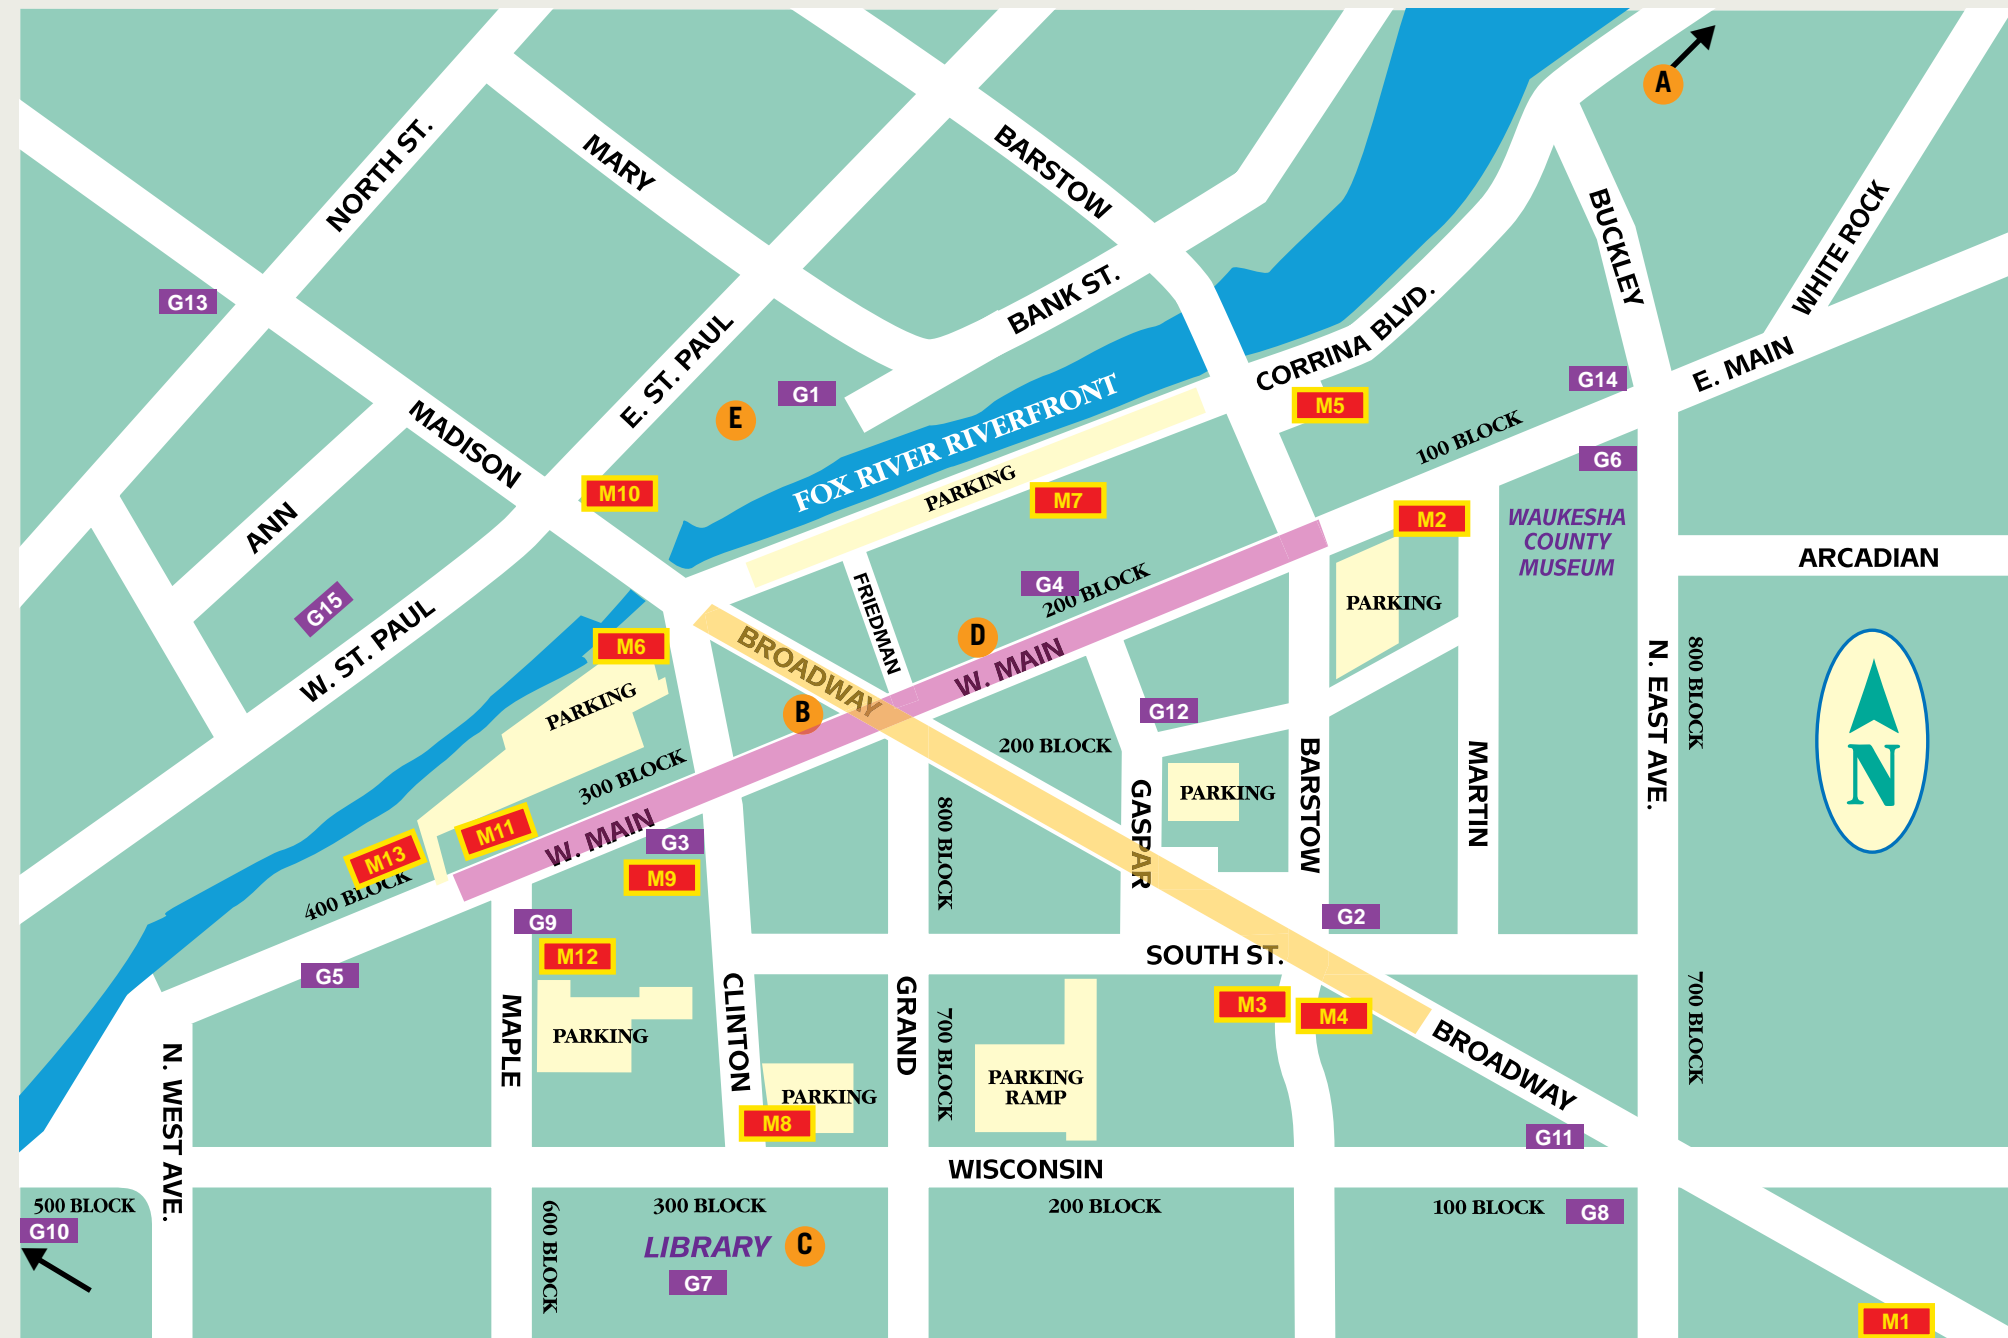 A
NORTH ST.
MARY
BARSTOW
BUCKLEY
WHITE ROCK
G13
BANK ST.
E. ST. PAUL
CORRINA BLVD.
E. MAIN
G1
G14
M5
E
FOX RIVER RIVERFRONT
MADISON
100 BLOCK
G6
M10
PARKING
M7
M2
WAUKESHA
COUNTY
MUSEUM
ANN
ARCADIAN
G4
200 BLOCK
PARKING
G15
FRIEDMAN
D
W. ST. PAUL
M6
BROADWAY
W. MAIN
N. EAST AVE.
800 BLOCK
PARKING
B
G12
200 BLOCK
300 BLOCK
BARSTOW
MARTIN
N
GASPAR
PARKING
M11
W. MAIN
G3
800 BLOCK
M13
M9
400 BLOCK
G9
G2
M12
SOUTH ST.
G5
CLINTON
GRAND
700 BLOCK
M3
M4
MAPLE
PARKING
700 BLOCK
BROADWAY
N. WEST AVE.
PARKING
RAMP
PARKING
M8
G11
WISCONSIN
500 BLOCK
G10
600 BLOCK
300 BLOCK
200 BLOCK
100 BLOCK
G8
LIBRARY
C
G7
M1